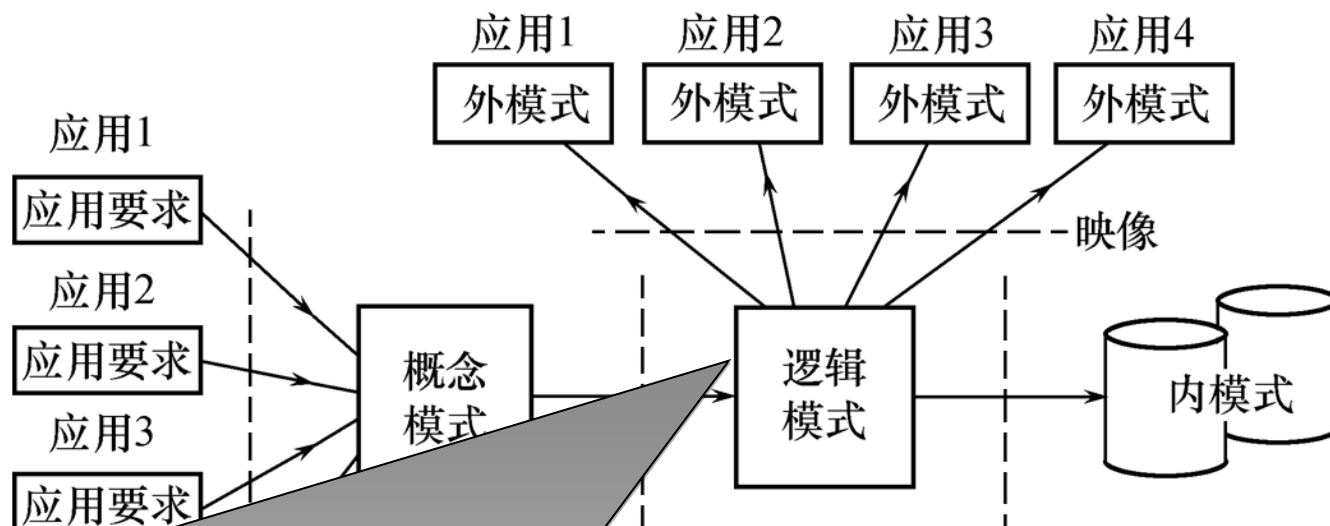 应用1
应用2
应用3
应用4
外模式
外模式
外模式
外模式
映像
应用1
应用要求
应用2
应用要求
应用3
应用要求
概念
模式
逻辑
模式
内模式